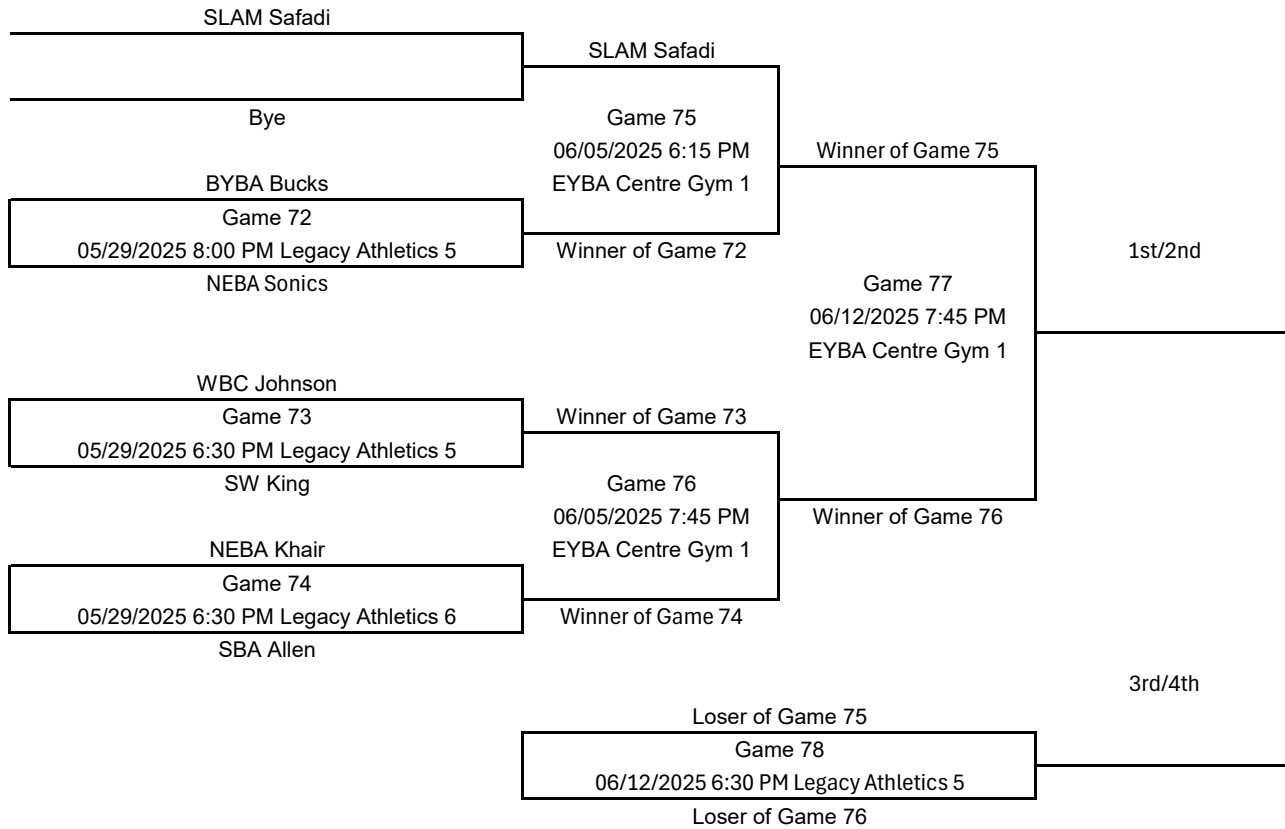 SLAM Safadi
Bye
BYBA Bucks
Game 72
05/29/2025 8:00 PM Legacy Athletics 5
NEBA Sonics
WBC Johnson
Game 73
05/29/2025 6:30 PM Legacy Athletics 5
SW King
NEBA Khair
Game 74
05/29/2025 6:30 PM Legacy Athletics 6
SBA Allen
SLAM Safadi
Game 75
06/05/2025 6:15 PM
EYBA Centre Gym 1
Winner of Game 72
Winner of Game 73
Game 76
06/05/2025 7:45 PM
EYBA Centre Gym 1
Winner of Game 74
Winner of Game 75
Game 77
06/12/2025 7:45 PM
EYBA Centre Gym 1
Winner of Game 76
1st/2nd
Loser of Game 75
Game 78
06/12/2025 6:30 PM Legacy Athletics 5
Loser of Game 76
3rd/4th